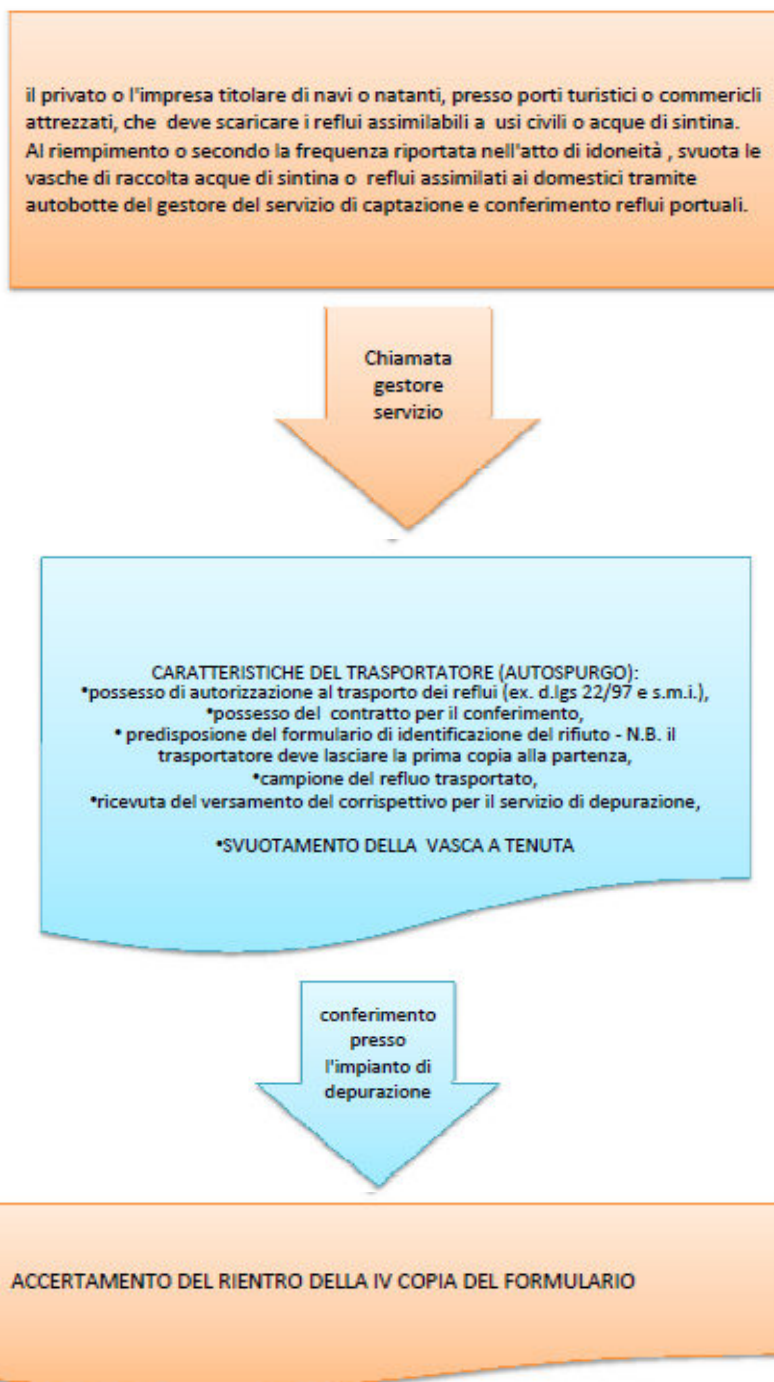 il privato o l'impresa titolare di navi o natanti, presso porti turistici o commericli
attrezzati, che deve scaricare i reflui assimilabili a usi civili o acque di sintina.
Al riempimento o secondo la frequenza riportata nell'atto di idoneità , svuota le
vasche di raccolta acque di sintina o reflui assimilati ai domestici tramite
autobotte del gestore del servizio di captazione e conferimento reflui portuali.
Chiamata
gestore
servizio
CARATTERISTICHE DEL TRASPORTATORE (AUTOSPURGO):
•possesso di autorizzazione al trasporto dei reflui (ex. d.lgs 22/97 e s.m.i.),
•possesso del contratto per il conferimento,
• predisposizione del formulario di identificazione del rifiuto - N.B. il
trasportatore deve lasciare la prima copia alla partenza,
•campione del refluo trasportato,
•ricevuta del versamento del corrispettivo per il servizio di depurazione,
•SVUOTAMENTO DELLA VASCA A TENUTA
conferimento
presso
l'impianto di
depurazione
ACCERTAMENTO DEL RIENTRO DELLA IV COPIA DEL FORMULARIO